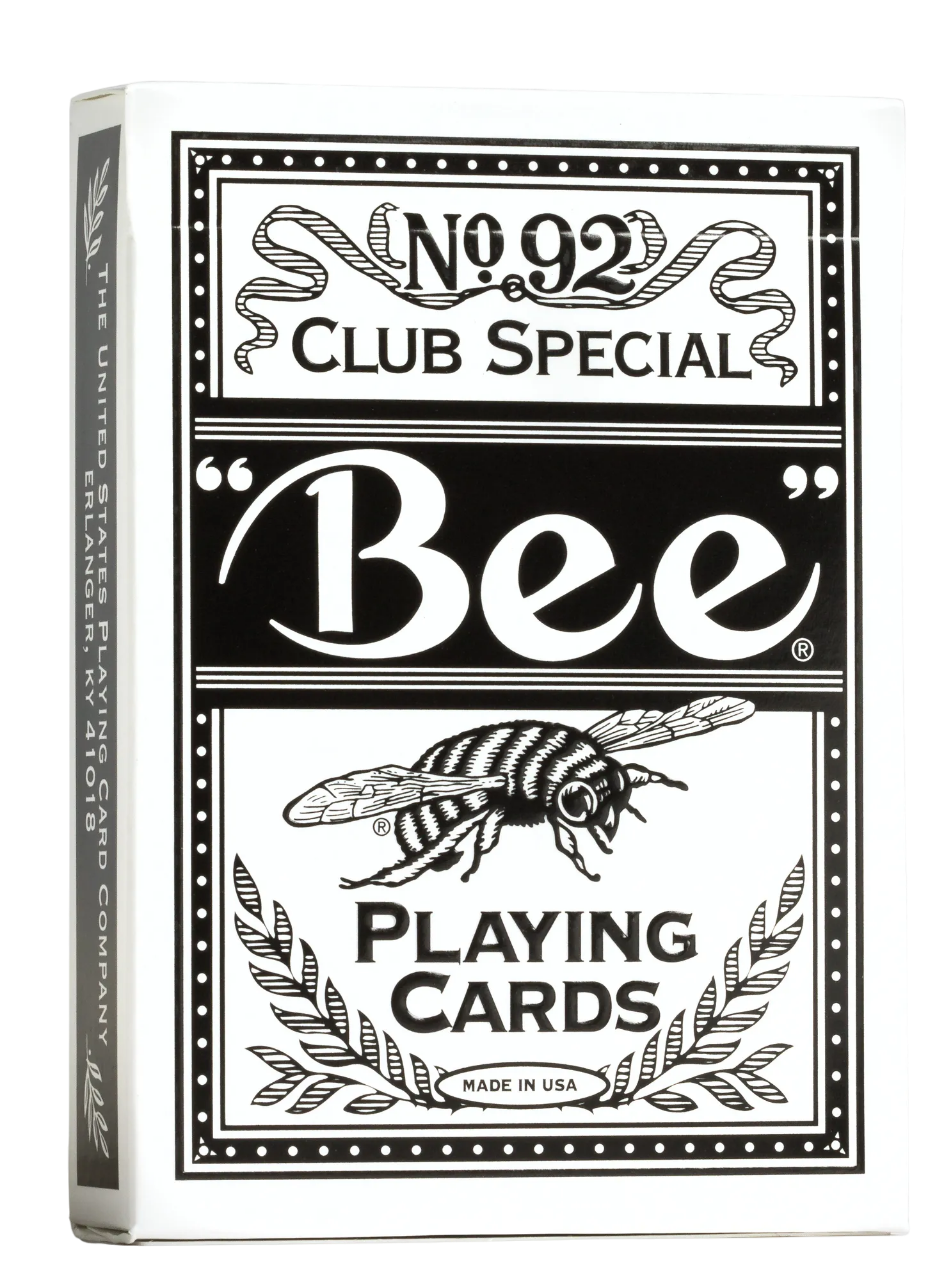 No. 92
CLUB SPECIAL
“Bee”®
®
PLAYING
CARDS
MADE IN USA
THE UNITED STATES PLAYING CARD COMPANY
ERLANGER, KY 41018